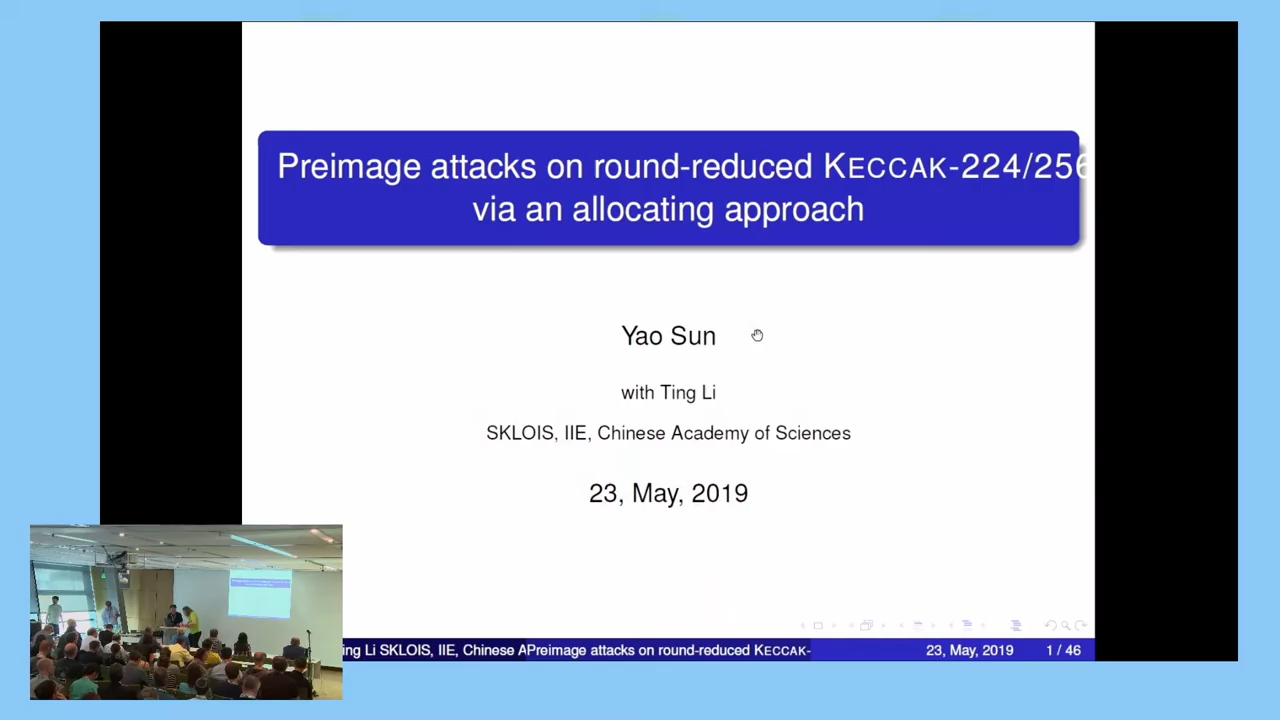 Preimage attacks on round-reduced KECCAK-224/256
via an allocating approach
Yao Sun
with Ting Li
SKLOIS, IIE, Chinese Academy of Sciences
23, May, 2019
ing Li SKLOIS, IIE, Chinese APreimage attacks on round-reduced KECCAK-
23, May, 2019
1 / 46